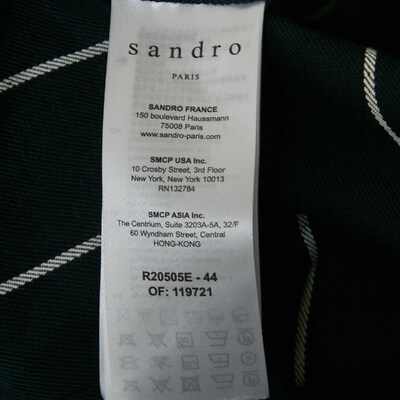 sandro
PARIS
SANDRO FRANCE
150 boulevard Haussmann
75008 Paris
www.sandro-paris.com
SMCP USA Inc.
10 Crosby Street, 3rd Floor
New York, New York 10013
RN132784
SMCP ASIA Inc.
The Centrium, Suite 3203A-5A, 32/F
60 Wyndham Street, Central
HONG-KONG
R20505E - 44
OF: 119721